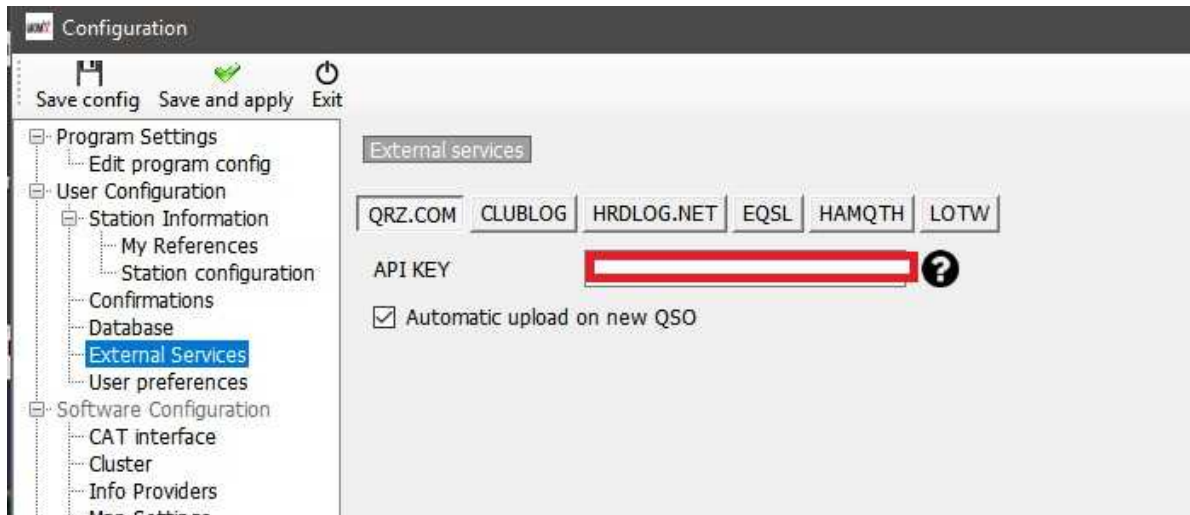 Configuration
Save config Save and apply Exit
Program Settings
Edit program config
User Configuration
Station Information
My References
Station configuration
Confirmations
Database
External Services
User preferences
Software Configuration
CAT interface
Cluster
Info Providers
Map Settings
External services
QRZ.COM CLUBLOG HRDLOG.NET EQSL HAMQTH LOTW
API KEY ?
Automatic upload on new QSO